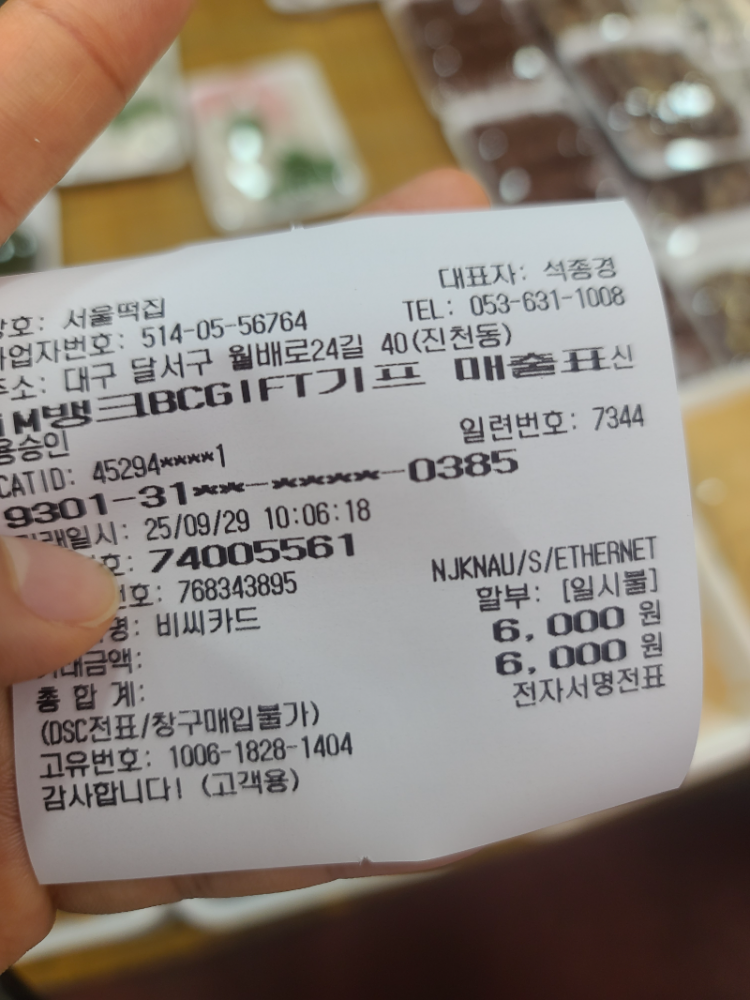 호: 서울떡집 대표자: 석종경
업자번호: 514-05-56764 TEL: 053-631-1008
소: 대구 달서구 월배로24길 40(진천동)
iM뱅크BCGIFT기프 매출표신
용승인 일련번호: 7344
CATID: 45294****1
9301-31**-****-0385
래일시: 25/09/29 10:06:18
호: 74005561
호: 768343895 NJKNAU/S/ETHERNET
명: 비씨카드 할부: [일시불]
래금액: 6,000 원
총 합 계: 6,000 원
(DSC전표/창구매입불가) 전자서명전표
고유번호: 1006-1828-1404
감사합니다! (고객용)